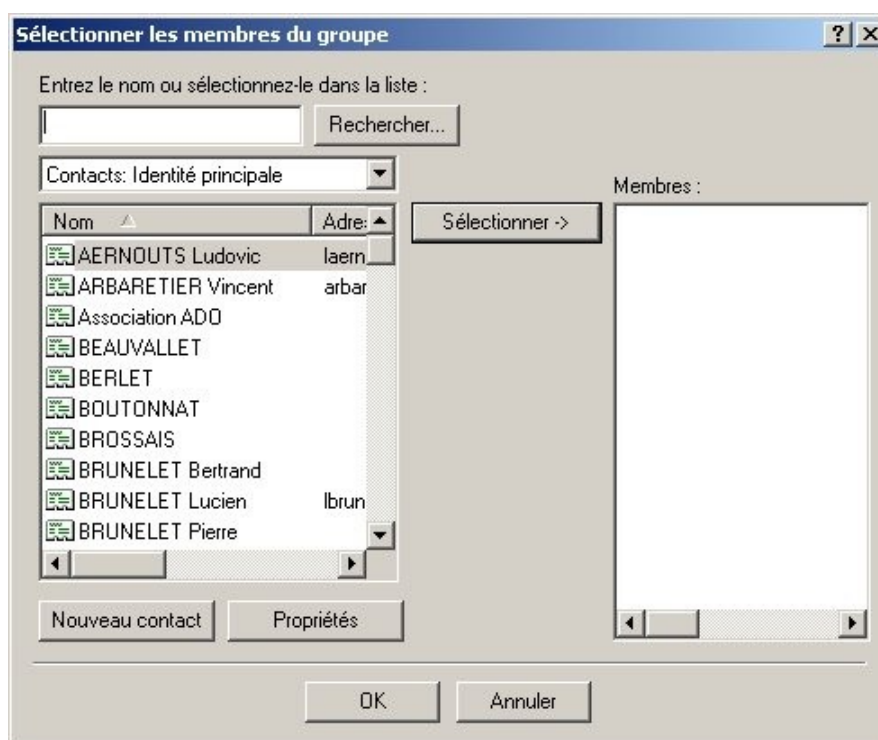 Sélectionner les membres du groupe
Entrez le nom ou sélectionnez-le dans la liste :
Rechercher...
Contacts: Identité principale
Membres :
Nom Adre:
Sélectionner ->
AERNOUTS Ludovic laern
ARBARETIER Vincent arbar
Association ADO
BEAUVALLET
BERLET
BOUTONNAT
BROSSAIS
BRUNELET Bertrand
BRUNELET Lucien lbrun
BRUNELET Pierre
Nouveau contact Propriétés
OK Annuler